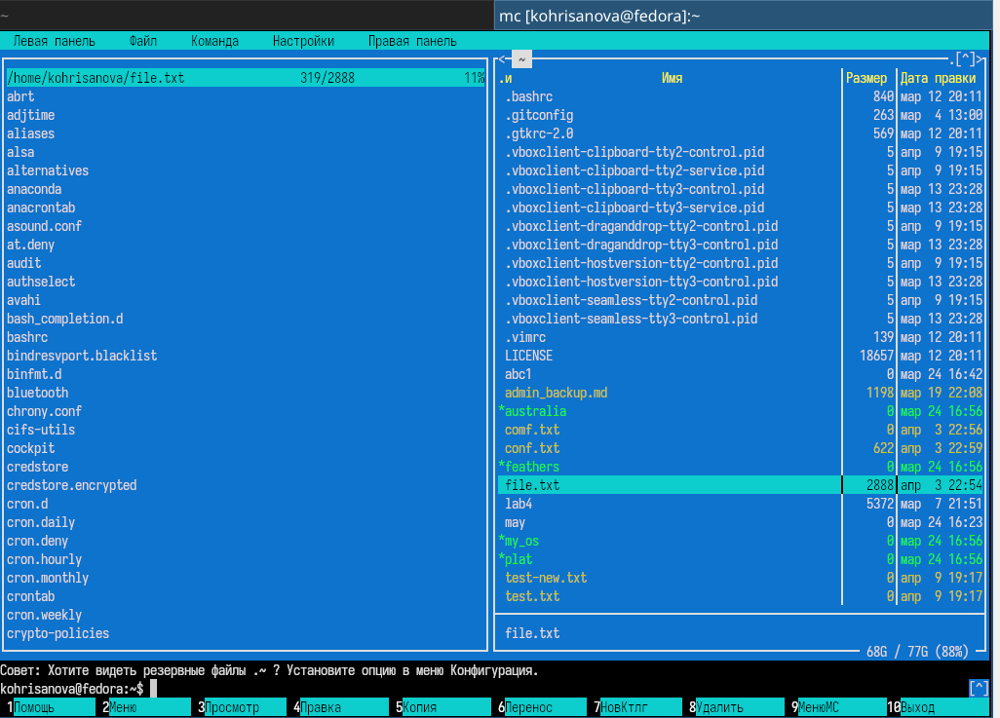 ~
mc [kohrisanova@fedora]:~
Левая панель Файл Команда Настройки Правая панель
/home/kohrisanova/file.txt 319/2888 11%
abrt
adjtime
aliases
alsa
alternatives
anaconda
anacrontab
asound.conf
at.deny
audit
authselect
avahi
bash_completion.d
bashrc
bindresvport.blacklist
binfmt.d
bluetooth
chrony.conf
cifs-utils
cockpit
credstore
credstore.encrypted
cron.d
cron.daily
cron.deny
cron.hourly
cron.monthly
crontab
cron.weekly
crypto-policies
<- ~ .[^]>
.и Имя Размер Дата правки
.bashrc 840 мар 12 20:11
.gitconfig 263 мар 4 13:00
.gtkrc-2.0 569 мар 12 20:11
.vboxclient-clipboard-tty2-control.pid 5 апр 9 19:15
.vboxclient-clipboard-tty2-service.pid 5 апр 9 19:15
.vboxclient-clipboard-tty3-control.pid 5 мар 13 23:28
.vboxclient-clipboard-tty3-service.pid 5 мар 13 23:28
.vboxclient-draganddrop-tty2-control.pid 5 апр 9 19:15
.vboxclient-draganddrop-tty3-control.pid 5 мар 13 23:28
.vboxclient-hostversion-tty2-control.pid 5 апр 9 19:15
.vboxclient-hostversion-tty3-control.pid 5 мар 13 23:28
.vboxclient-seamless-tty2-control.pid 5 апр 9 19:15
.vboxclient-seamless-tty3-control.pid 5 мар 13 23:28
.vimrc 139 мар 12 20:11
LICENSE 18657 мар 12 20:11
abc1 0 мар 24 16:42
admin_backup.md 1198 мар 19 22:08
*australia 0 мар 24 16:56
comf.txt 0 апр 3 22:56
conf.txt 622 апр 3 22:59
*feathers 0 мар 24 16:56
file.txt 2888 апр 3 22:54
lab4 5372 мар 7 21:51
may 0 мар 24 16:23
*my_os 0 мар 24 16:56
*plat 0 мар 24 16:56
test-new.txt 0 апр 9 19:17
test.txt 0 апр 9 19:17
file.txt
68G / 77G (88%)
Совет: Хотите видеть резервные файлы .~ ? Установите опцию в меню Конфигурация.
kohrisanova@fedora:~$ [^]
1Помощь 2Меню 3Просмотр 4Правка 5Копия 6Перенос 7НовКтлг 8Удалить 9МенюMC 10Выход